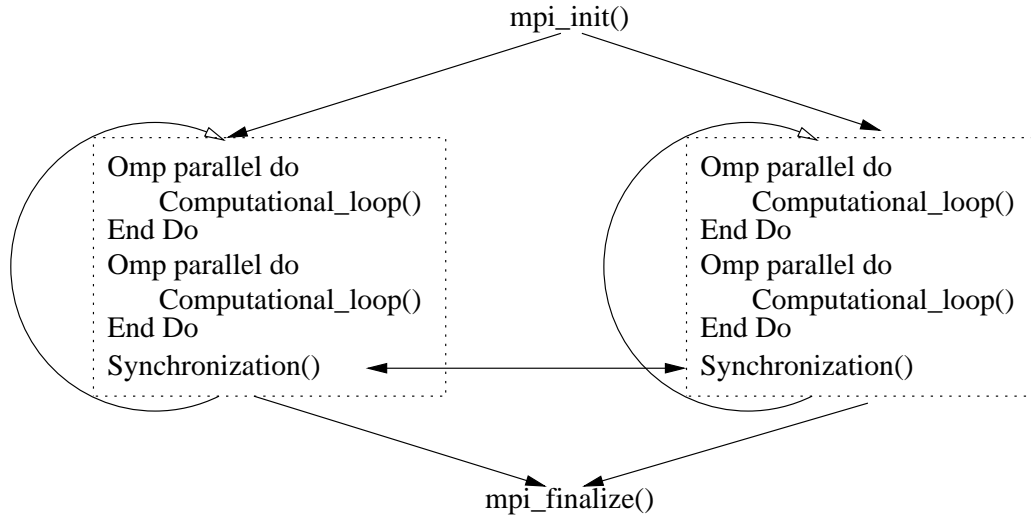 mpi_init()
Omp parallel do
Computational_loop()
End Do
Omp parallel do
Computational_loop()
End Do
Synchronization()
Omp parallel do
Computational_loop()
End Do
Omp parallel do
Computational_loop()
End Do
Synchronization()
mpi_finalize()